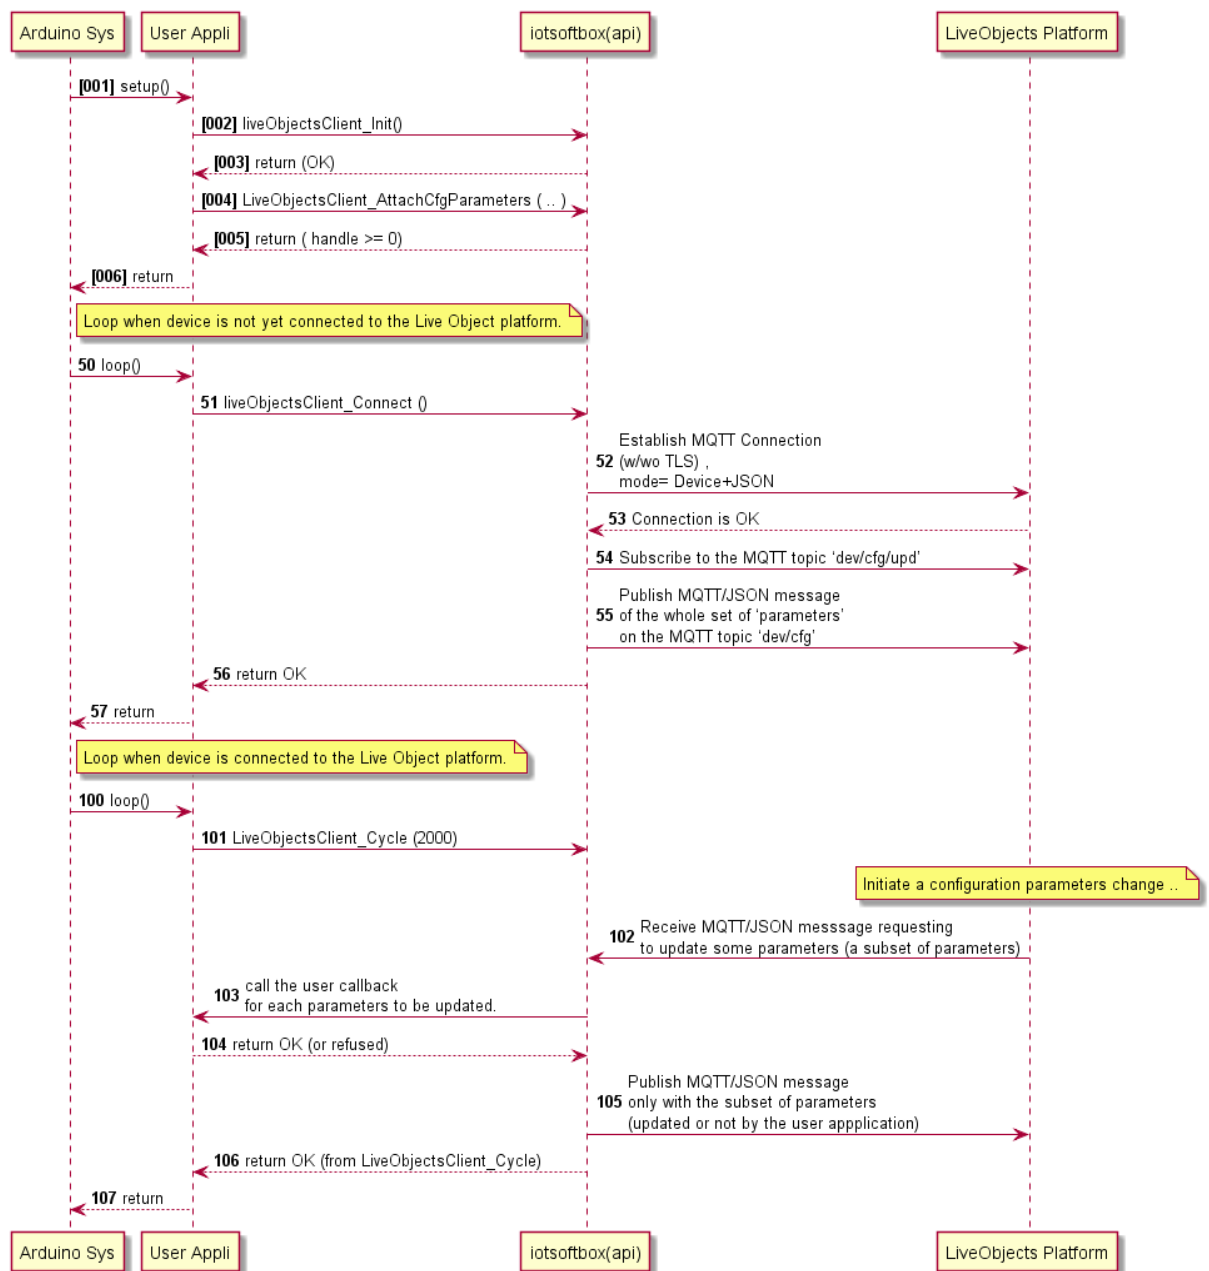 Arduino Sys
User Appli
iotsoftbox(api)
LiveObjects Platform
[001] setup()
[002] liveObjectsClient_Init()
[003] return (OK)
[004] LiveObjectsClient_AttachCfgParameters ( .. )
[005] return ( handle >= 0)
[006] return
Loop when device is not yet connected to the Live Object platform.
50 loop()
51 liveObjectsClient_Connect ()
Establish MQTT Connection
52 (w/wo TLS) ,
mode= Device+JSON
53 Connection is OK
54 Subscribe to the MQTT topic ‘dev/cfg/upd’
Publish MQTT/JSON message
55 of the whole set of ‘parameters’
on the MQTT topic ‘dev/cfg’
56 return OK
57 return
Loop when device is connected to the Live Object platform.
100 loop()
101 LiveObjectsClient_Cycle (2000)
Initiate a configuration parameters change ..
102 Receive MQTT/JSON messsage requesting
to update some parameters (a subset of parameters)
103 call the user callback
for each parameters to be updated.
104 return OK (or refused)
Publish MQTT/JSON message
105 only with the subset of parameters
(updated or not by the user appplication)
106 return OK (from LiveObjectsClient_Cycle)
107 return
Arduino Sys
User Appli
iotsoftbox(api)
LiveObjects Platform